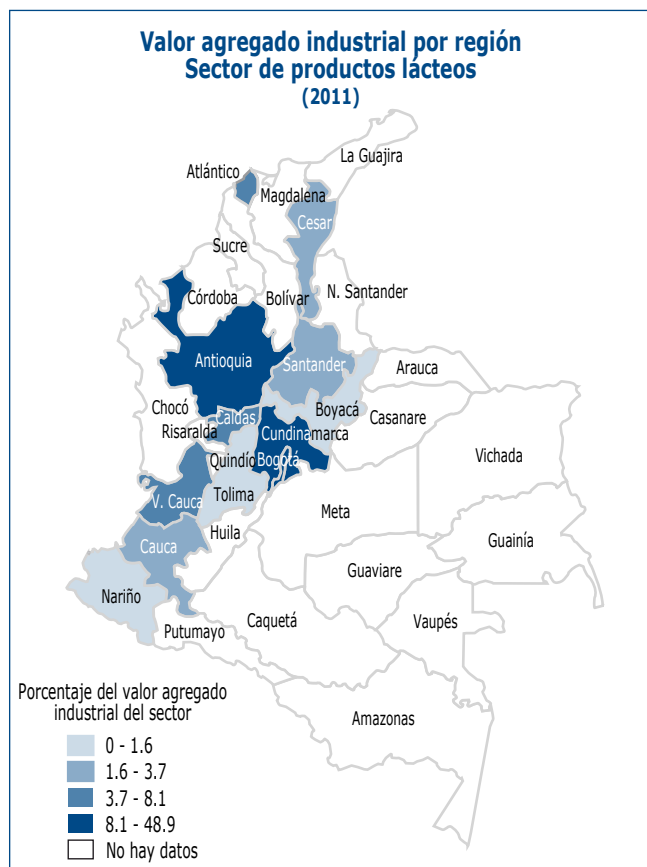 Valor agregado industrial por región
Sector de productos lácteos
(2011)
La Guajira
Atlántico
Magdalena
Cesar
Sucre
N. Santander
Córdoba
Bolívar
Antioquia
Santander
Arauca
Chocó
Boyacá
Casanare
Caldas
Risaralda
Cundinamarca
Quindío
Bogotá
Vichada
Tolima
V. Cauca
Meta
Huila
Guainía
Cauca
Guaviare
Nariño
Caquetá
Vaupés
Putumayo
Amazonas
Porcentaje del valor agregado
industrial del sector
0 - 1.6
1.6 - 3.7
3.7 - 8.1
8.1 - 48.9
No hay datos